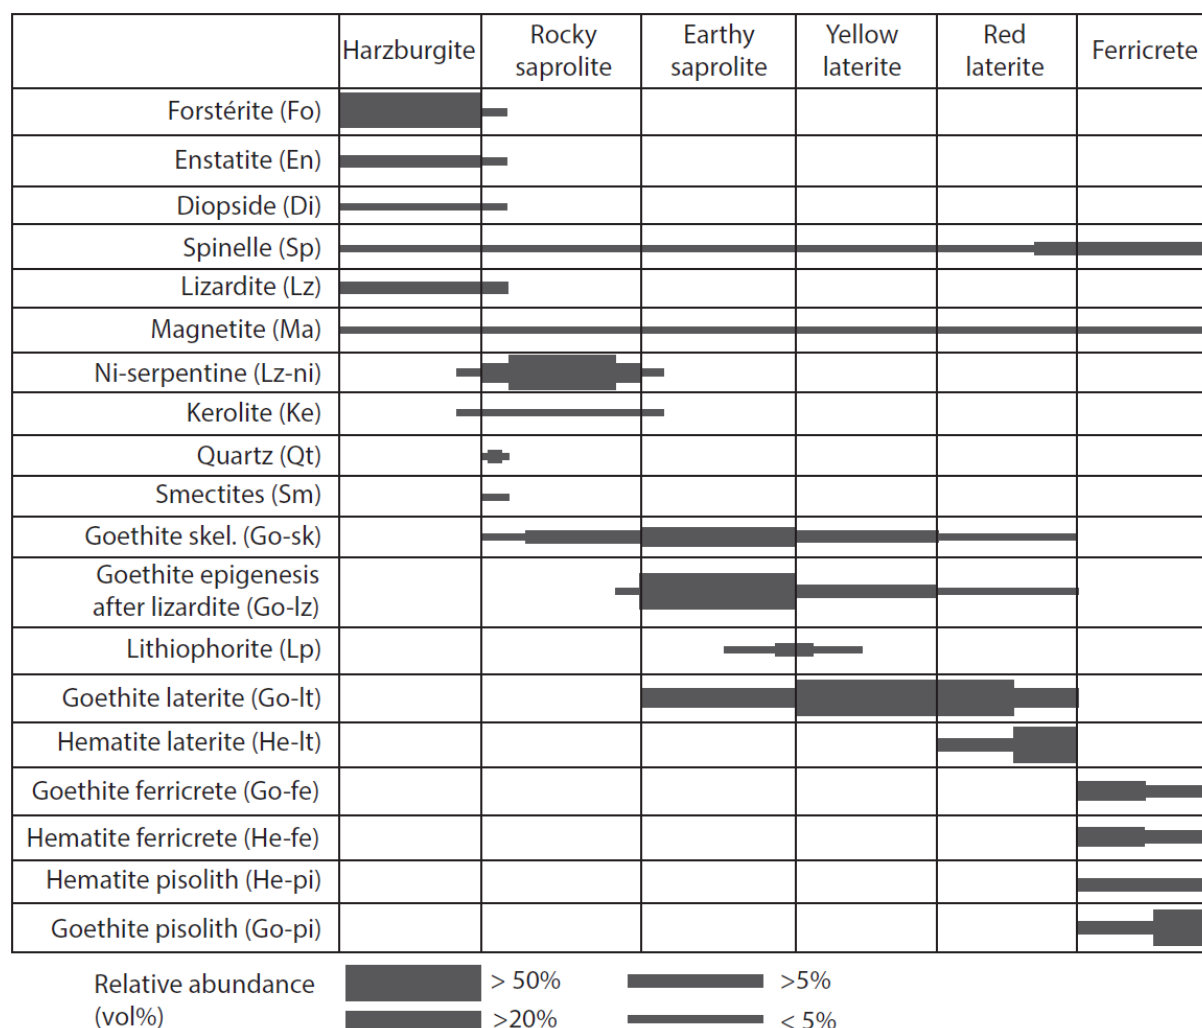 Harzburgite
Rocky
saprolite
Earthy
saprolite
Yellow
laterite
Red
laterite
Ferricrete
Forstérite (Fo)
Enstatite (En)
Diopside (Di)
Spinelle (Sp)
Lizardite (Lz)
Magnetite (Ma)
Ni-serpentine (Lz-ni)
Kerolite (Ke)
Quartz (Qt)
Smectites (Sm)
Goethite skel. (Go-sk)
Goethite epigenesis
after lizardite (Go-lz)
Lithiophorite (Lp)
Goethite laterite (Go-lt)
Hematite laterite (He-lt)
Goethite ferricrete (Go-fe)
Hematite ferricrete (He-fe)
Hematite pisolith (He-pi)
Goethite pisolith (Go-pi)
Relative abundance
(vol%)
> 50%
>5%
>20%
< 5%